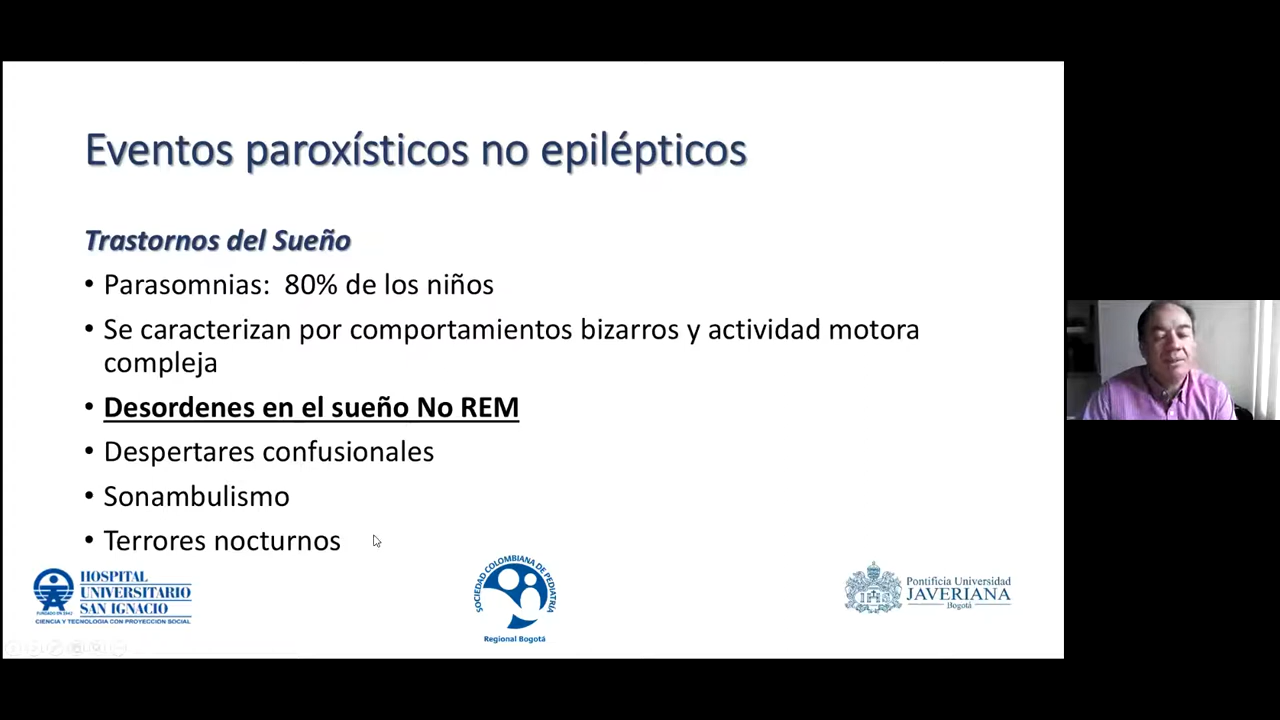 Eventos paroxísticos no epilépticos
Trastornos del Sueño
• Parasomnias: 80% de los niños
• Se caracterizan por comportamientos bizarros y actividad motora
compleja
• Desordenes en el sueño No REM
• Despertares confusionales
• Sonambulismo
• Terrores nocturnos
HOSPITAL
UNIVERSITARIO
SAN IGNACIO
FUNDADO EN 1942
CIENCIA Y TECNOLOGIA CON PROYECCION SOCIAL
SOCIEDAD COLOMBIANA DE PEDIATRIA
Regional Bogotá
Pontificia Universidad
JAVERIANA
Bogotá